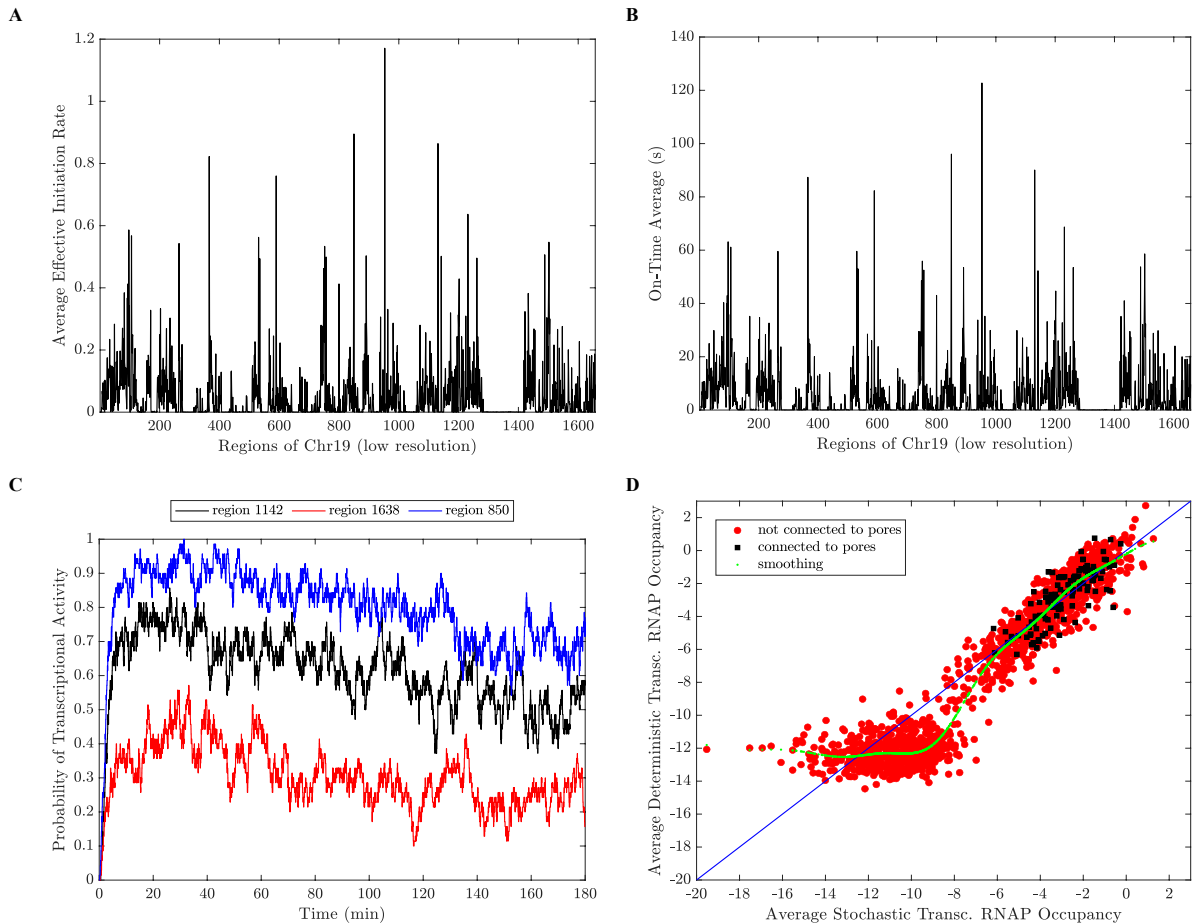 A
Average Effective Initiation Rate
1.2
1
0.8
0.6
0.4
0.2
0
200 400 600 800 1000 1200 1400 1600
Regions of Chr19 (low resolution)
B
On-Time Average (s)
140
120
100
80
60
40
20
0
200 400 600 800 1000 1200 1400 1600
Regions of Chr19 (low resolution)
C
region 1142 region 1638 region 850
Probability of Transcriptional Activity
1
0.9
0.8
0.7
0.6
0.5
0.4
0.3
0.2
0.1
0
0 20 40 60 80 100 120 140 160 180
Time (min)
D
not connected to pores
connected to pores
smoothing
Average Deterministic Transc. RNAP Occupancy
2
0
-2
-4
-6
-8
-10
-12
-14
-16
-18
-20
-20 -18 -16 -14 -12 -10 -8 -6 -4 -2 0 2
Average Stochastic Transc. RNAP Occupancy